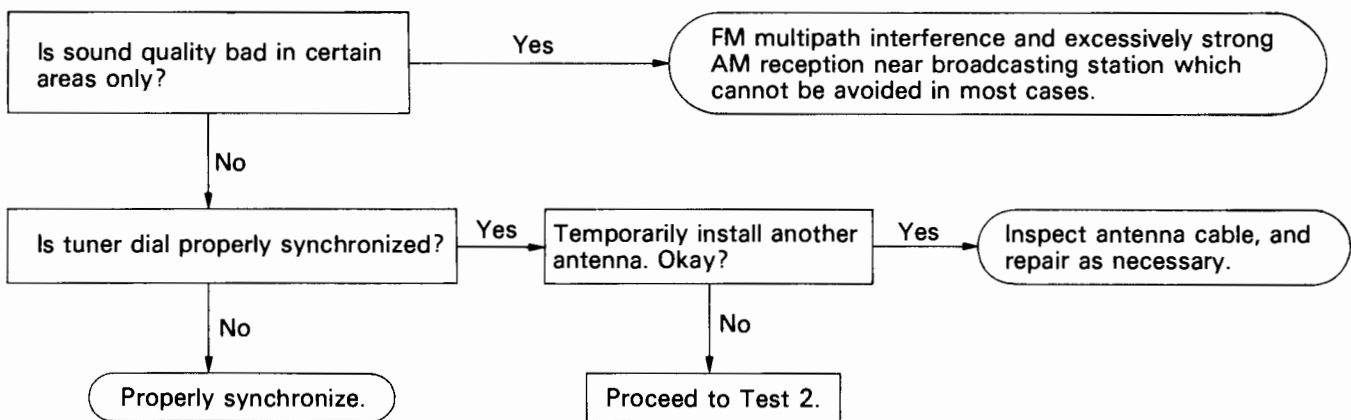 Is sound quality bad in certain
areas only?
Yes
FM multipath interference and excessively strong
AM reception near broadcasting station which
cannot be avoided in most cases.
No
Is tuner dial properly synchronized?
Yes
Temporarily install another
antenna. Okay?
Yes
Inspect antenna cable, and
repair as necessary.
No
No
Properly synchronize.
Proceed to Test 2.